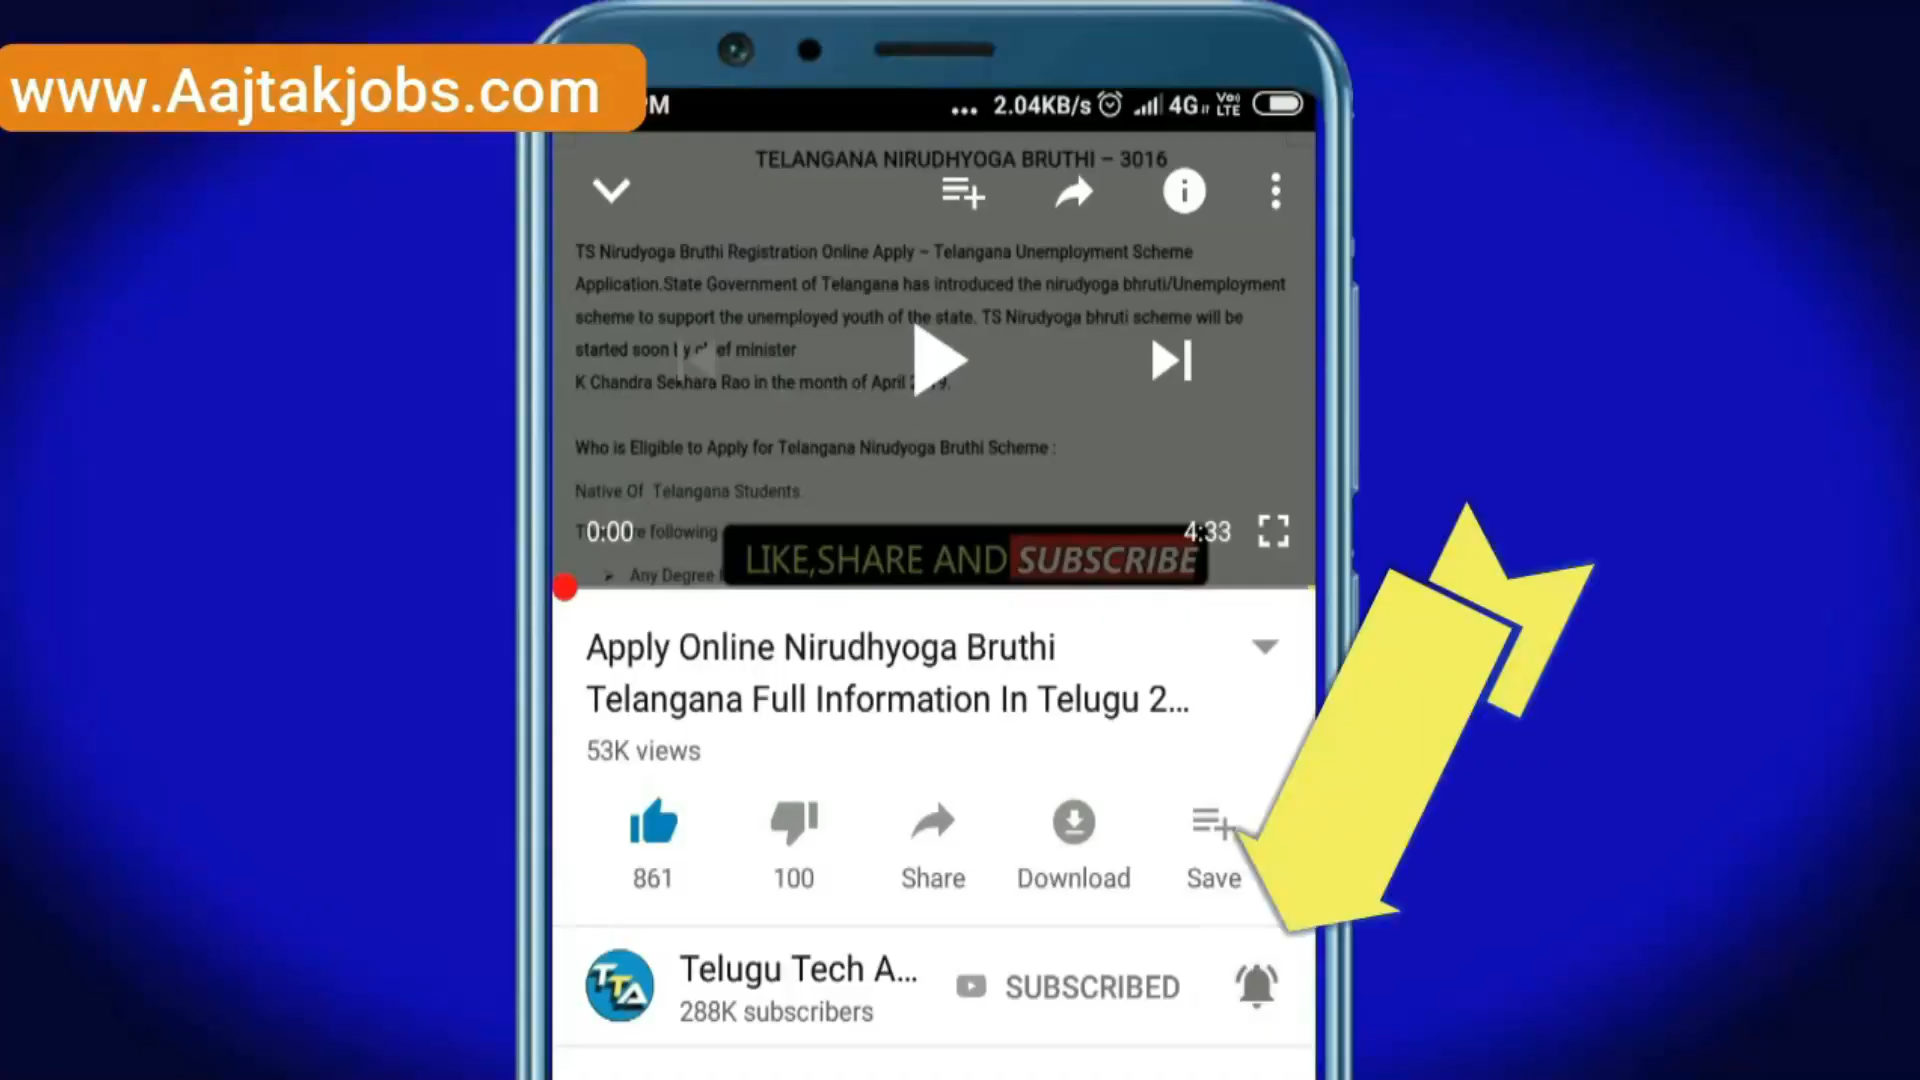 www.Aajtakjobs.com
PM
... 2.04KB/s 4G Vo) LTE
TELANGANA NIRUDHYOGA BRUTHI – 3016
TS Nirudyoga Bruthi Registration Online Apply – Telangana Unemployment Scheme
Application.State Government of Telangana has introduced the nirudyoga bhruti/Unemployment
scheme to support the unemployed youth of the state. TS Nirudyoga bhruti scheme will be
started soon minister
K Chandra Sekhara Rao in the month of April
Who is Eligible to Apply for Telangana Nirudyoga Bruthi Scheme :
Native Of Telangana Students
0:00 following
4:33
Any Degree
LIKE,SHARE AND SUBSCRIBE
Apply Online Nirudhyoga Bruthi
Telangana Full Information In Telugu 2...
53K views
861 100 Share Download Save
TTA
Telugu Tech A... SUBSCRIBED
288K subscribers